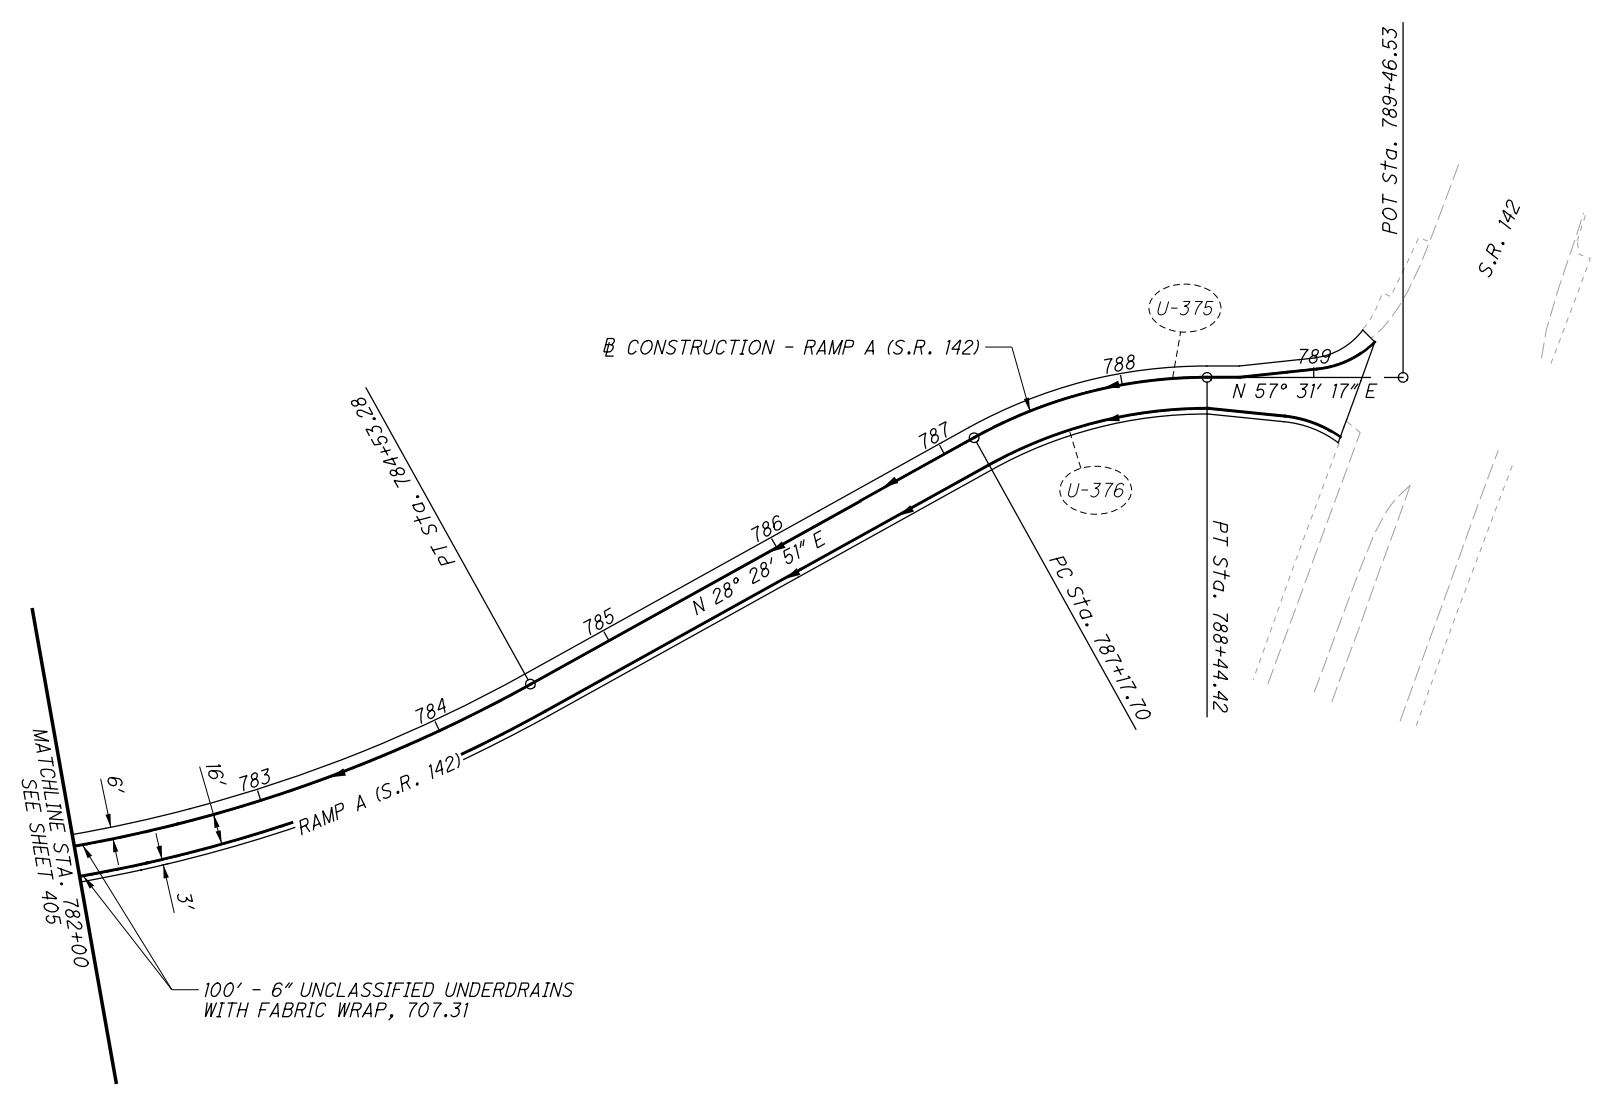 POT Sta. 789+46.53
S.R. 142
U-375
CONSTRUCTION - RAMP A (S.R. 142)
789
788
N 57° 31' 17" E
787
PT Sta. 784+53.28
U-376
786
N 28° 28' 51" E
PC Sta. 787+17.70
PT Sta. 788+44.42
785
784
783
16'
6'
RAMP A (S.R. 142)
3'
MATCHLINE STA. 782+00
SEE SHEET 405
100' - 6" UNCLASSIFIED UNDERDRAINS
WITH FABRIC WRAP, 707.31